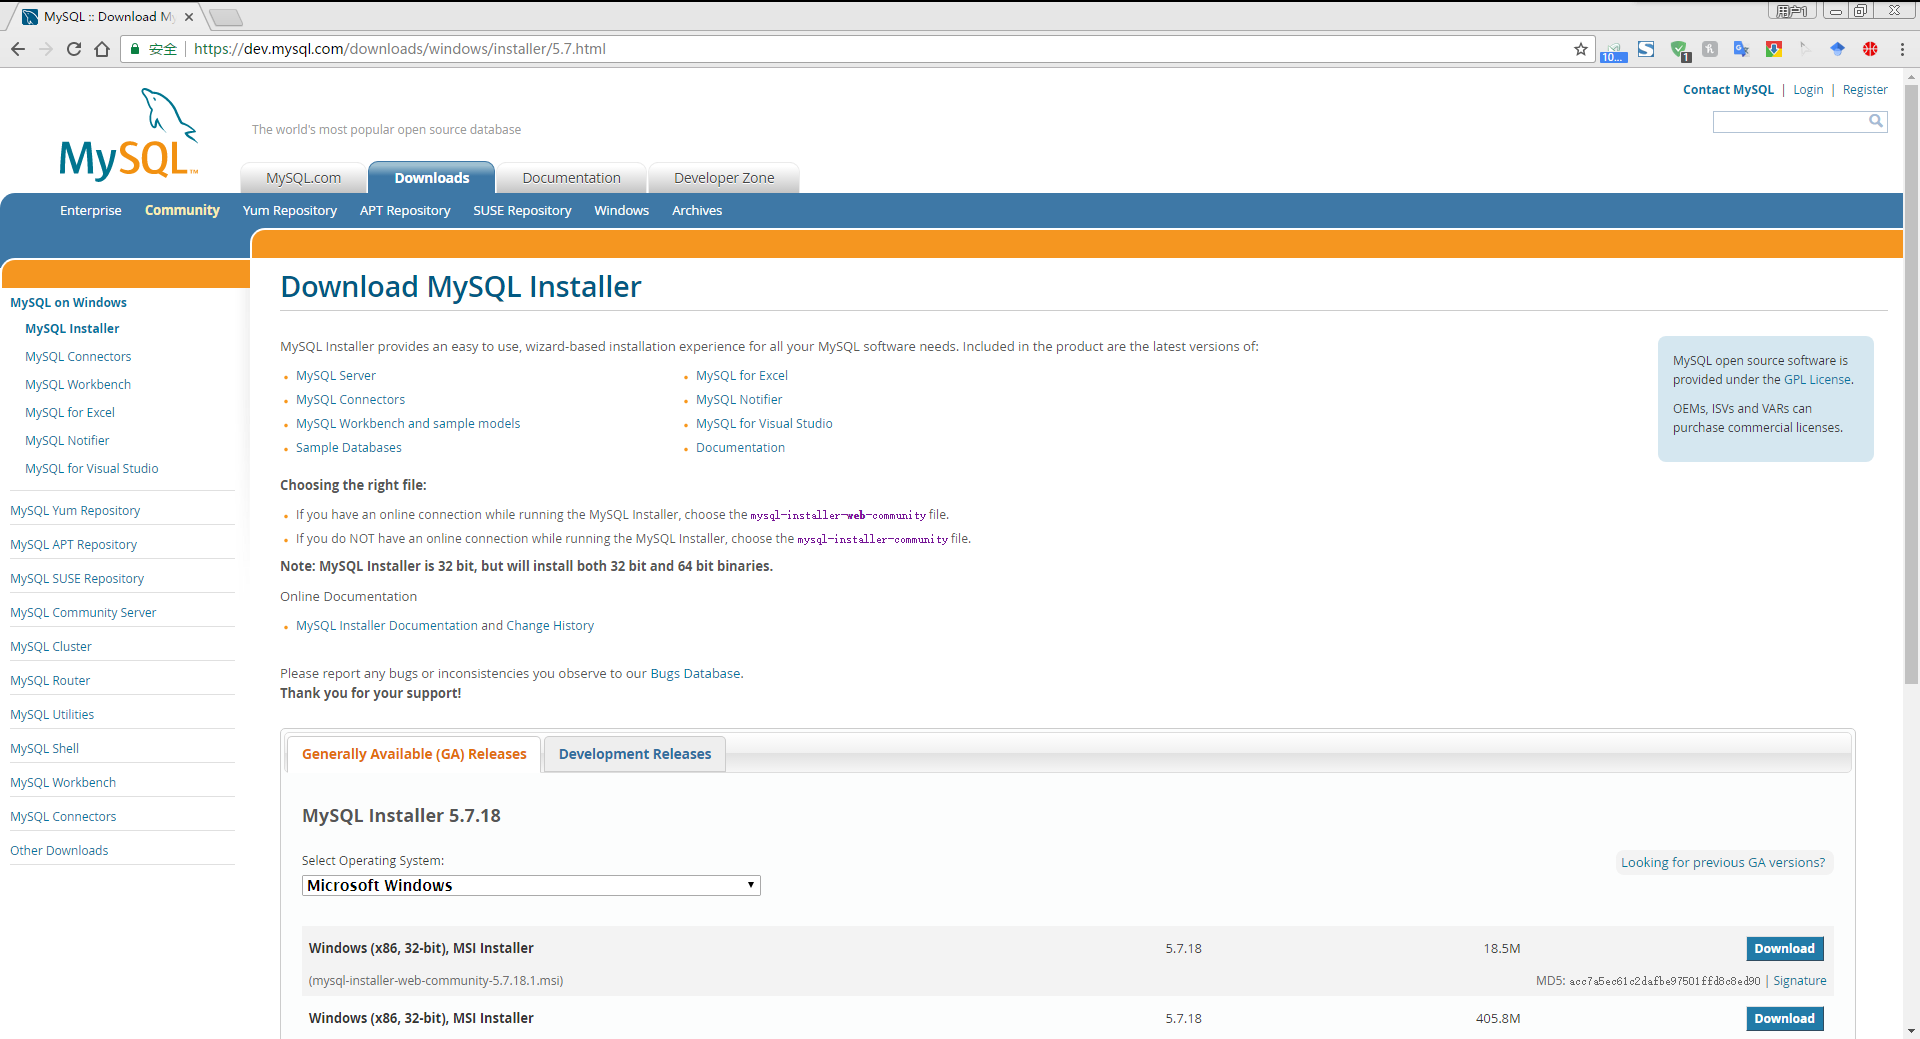 MySQL :: Download My
用户1
安全
https://dev.mysql.com/downloads/windows/installer/5.7.html
10...
1
Contact MySQL | Login | Register
MySQL™
The world's most popular open source database
MySQL.com
Downloads
Documentation
Developer Zone
Enterprise
Community
Yum Repository
APT Repository
SUSE Repository
Windows
Archives
MySQL on Windows
MySQL Installer
MySQL Connectors
MySQL Workbench
MySQL for Excel
MySQL Notifier
MySQL for Visual Studio
MySQL Yum Repository
MySQL APT Repository
MySQL SUSE Repository
MySQL Community Server
MySQL Cluster
MySQL Router
MySQL Utilities
MySQL Shell
MySQL Workbench
MySQL Connectors
Other Downloads
Download MySQL Installer
MySQL Installer provides an easy to use, wizard-based installation experience for all your MySQL software needs. Included in the product are the latest versions of:
MySQL Server
MySQL Connectors
MySQL Workbench and sample models
Sample Databases
MySQL for Excel
MySQL Notifier
MySQL for Visual Studio
Documentation
MySQL open source software is
provided under the GPL License.
OEMs, ISVs and VARs can
purchase commercial licenses.
Choosing the right file:
If you have an online connection while running the MySQL Installer, choose the mysql-installer-web-community file.
If you do NOT have an online connection while running the MySQL Installer, choose the mysql-installer-community file.
Note: MySQL Installer is 32 bit, but will install both 32 bit and 64 bit binaries.
Online Documentation
MySQL Installer Documentation and Change History
Please report any bugs or inconsistencies you observe to our Bugs Database.
Thank you for your support!
Generally Available (GA) Releases
Development Releases
MySQL Installer 5.7.18
Select Operating System:
Looking for previous GA versions?
Microsoft Windows
Windows (x86, 32-bit), MSI Installer 5.7.18 18.5M Download
(mysql-installer-web-community-5.7.18.1.msi) MD5: acc7a5ec61c2dafbe97501ffd8c8ed90 | Signature
Windows (x86, 32-bit), MSI Installer 5.7.18 405.8M Download